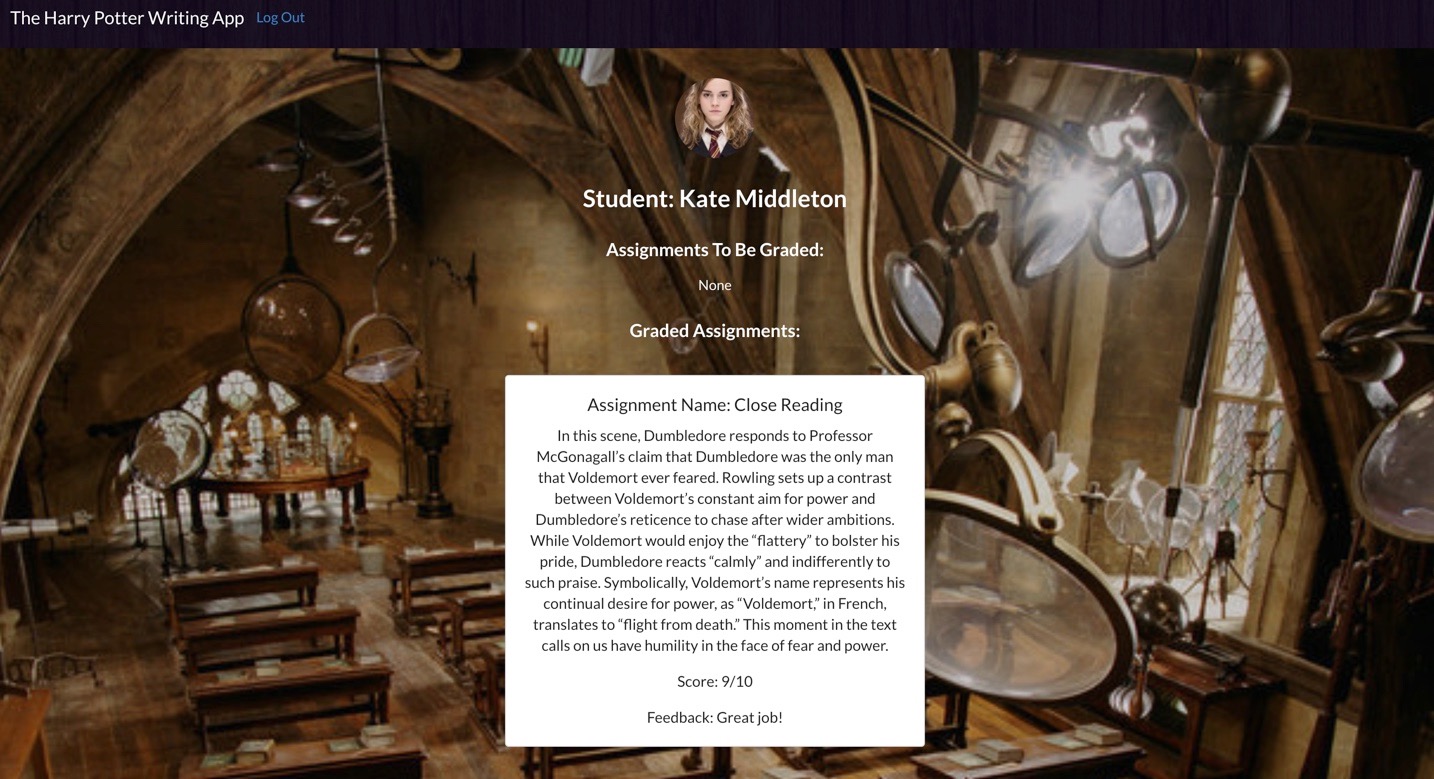 The Harry Potter Writing App Log Out
Student: Kate Middleton
Assignments To Be Graded:
None
Graded Assignments:
Assignment Name: Close Reading
In this scene, Dumbledore responds to Professor
McGonagall’s claim that Dumbledore was the only man
that Voldemort ever feared. Rowling sets up a contrast
between Voldemort’s constant aim for power and
Dumbledore’s reticence to chase after wider ambitions.
While Voldemort would enjoy the “flattery” to bolster his
pride, Dumbledore reacts “calmly” and indifferently to
such praise. Symbolically, Voldemort’s name represents his
continual desire for power, as “Voldemort,” in French,
translates to “flight from death.” This moment in the text
calls on us have humility in the face of fear and power.
Score: 9/10
Feedback: Great job!